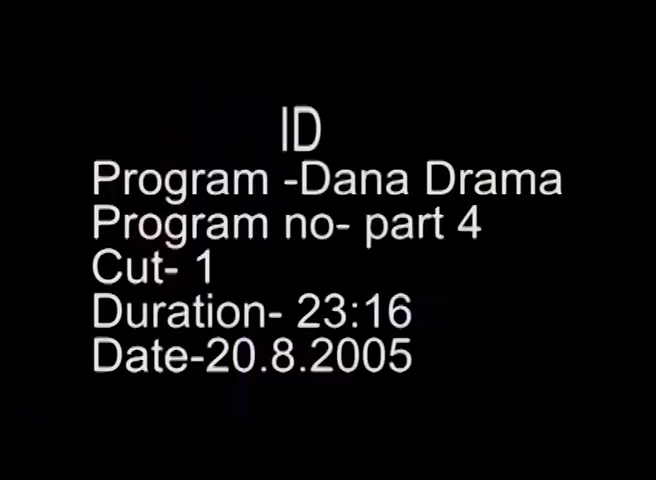 ID
Program -Dana Drama
Program no- part 4
Cut- 1
Duration- 23:16
Date-20.8.2005